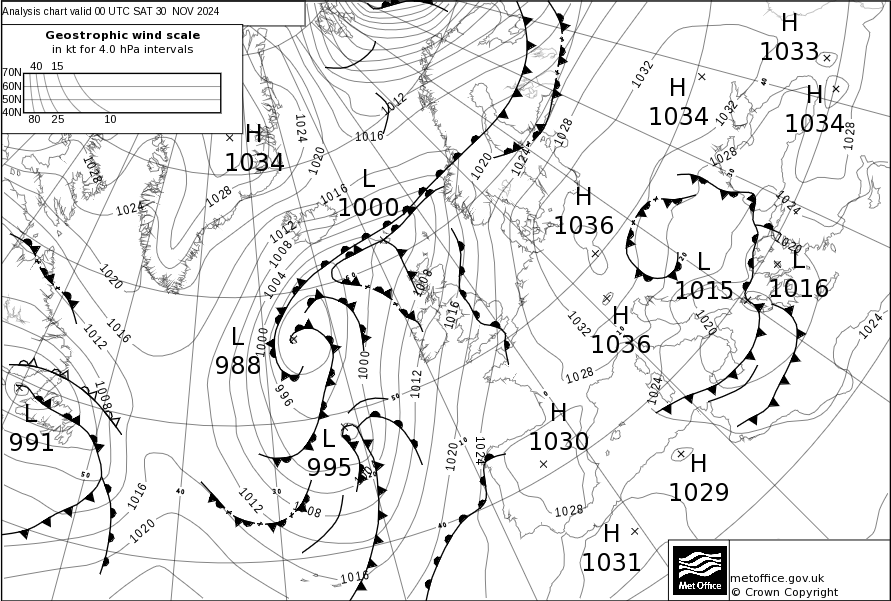 Analysis chart valid 00 UTC SAT 30 NOV 2024
Geostrophic wind scale
in kt for 4.0 hPa intervals
40 15
70N
60N
50N
40N
80 25 10
H
1033
H
1034
H
1034
H
1034
L
1000
H
1036
L
1015
L
1016
H
1036
L
988
L
991
L
995
H
1030
H
1029
H
1031
1032
1032
1028
1028
1028
1024
1020
1024
1020
1016
1012
1016
1024
1020
1028
1028
1024
1016
1012
1008
1004
1000
996
1000
1008
1016
1012
1020
1024
1020
1016
1012
1008
1016
1020
1012
1008
1016
1032
1028
1024
1020
1024
1028
50
40
30
20
10
0
50
40
60
40
30
20
10
Met Office
metoffice.gov.uk
© Crown Copyright